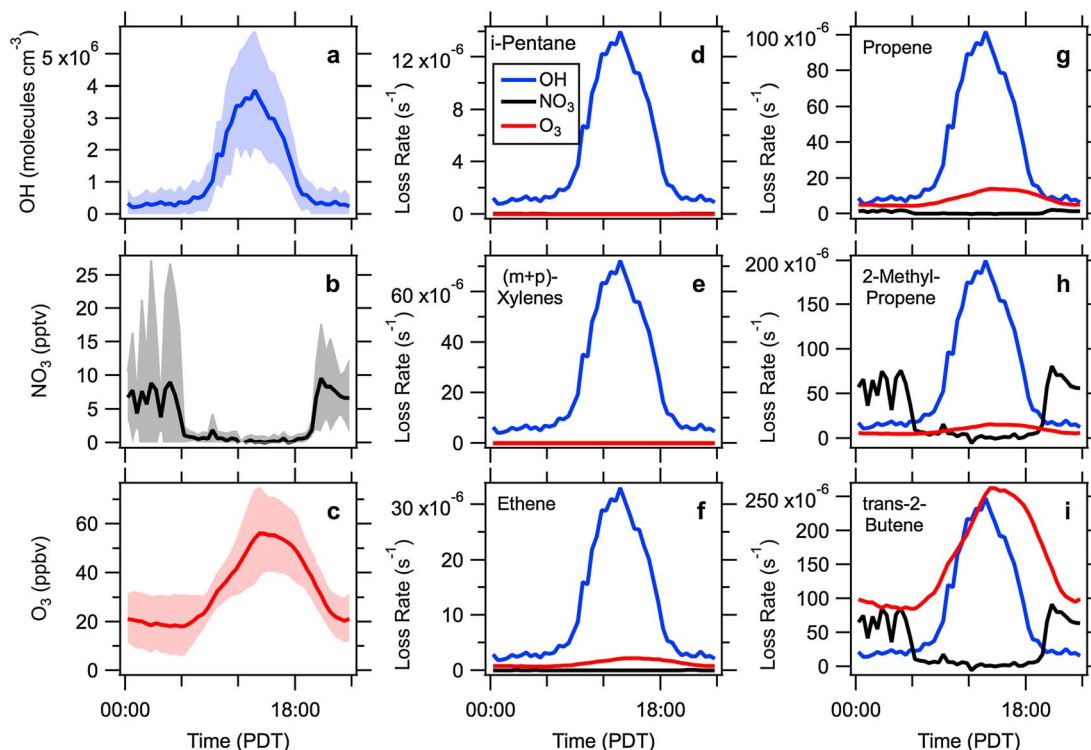 a
5 x10⁶
4
3
2
1
0
OH (molecules cm⁻³)
b
25
20
15
10
5
0
NO₃ (pptv)
c
60
40
20
0
O₃ (ppbv)
00:00
18:00
Time (PDT)
i-Pentane
d
OH
NO₃
O₃
12 x10⁻⁶
8
4
0
Loss Rate (s⁻¹)
(m+p)-
Xylenes
e
60 x10⁻⁶
40
20
0
Loss Rate (s⁻¹)
Ethene
f
30 x10⁻⁶
20
10
0
Loss Rate (s⁻¹)
00:00
18:00
Time (PDT)
Propene
g
100 x10⁻⁶
80
60
40
20
0
Loss Rate (s⁻¹)
2-Methyl-
Propene
h
200 x10⁻⁶
150
100
50
0
Loss Rate (s⁻¹)
trans-2-
Butene
i
250 x10⁻⁶
200
150
100
50
0
Loss Rate (s⁻¹)
00:00
18:00
Time (PDT)